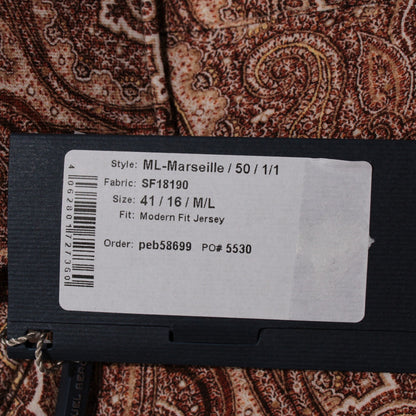 Style: ML-Marseille / 50 / 1/1
Fabric: SF18190
Size: 41 / 16 / M/L
Fit: Modern Fit Jersey
Order: peb58699 PO# 5530